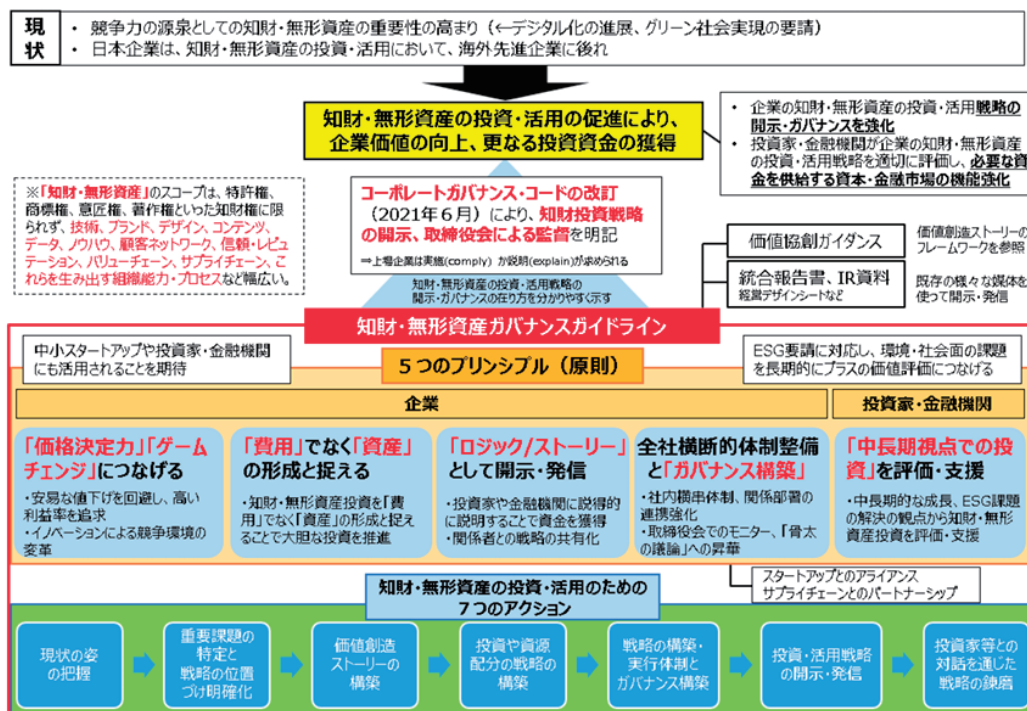 現状
・ 競争力の源泉としての知財・無形資産の重要性の高まり（←デジタル化の進展、グリーン社会実現の要請）
・ 日本企業は、知財・無形資産の投資・活用において、海外先進企業に後れ
知財・無形資産の投資・活用の促進により、
企業価値の向上、更なる投資資金の獲得
・ 企業の知財・無形資産の投資・活用戦略の
開示・ガバナンスを強化
・ 投資家・金融機関が企業の知財・無形資産
の投資・活用戦略を適切に評価し、必要な資
金を供給する資本・金融市場の機能強化
※「知財・無形資産」のスコープは、特許権、
商標権、意匠権、著作権といった知財権に限
られず、技術、ブランド、デザイン、コンテンツ、
データ、ノウハウ、顧客ネットワーク、信頼・レピュ
テーション、バリューチェーン、サプライチェーン、こ
れらを生み出す組織能力・プロセスなど幅広い。
コーポレートガバナンス・コードの改訂
（2021年６月）により、知財投資戦略
の開示、取締役会による監督を明記
⇒上場企業は実施(comply) か説明(explain)が求められる
価値協創ガイダンス
価値創造ストーリーの
フレームワークを参照
統合報告書、IR資料
経営デザインシートなど
既存の様々な媒体を
使って開示・発信
知財・無形資産の投資・活用戦略の
開示・ガバナンスの在り方を分かりやすく示す
知財・無形資産ガバナンスガイドライン
中小スタートアップや投資家・金融機関
にも活用されることを期待
５つのプリンシプル（原則）
ESG要請に対応し、環境・社会面の課題
を長期的にプラスの価値評価につなげる
企業
投資家・金融機関
「価格決定力」「ゲーム
チェンジ」につなげる
・安易な値下げを回避し、高い
利益率を追求
・イノベーションによる競争環境の
変革
「費用」でなく「資産」
の形成と捉える
・知財・無形資産投資を「費
用」でなく「資産」の形成と捉え
ることで大胆な投資を推進
「ロジック/ストーリー」
として開示・発信
・投資家や金融機関に説得的
に説明することで資金を獲得
・関係者との戦略の共有化
全社横断的体制整備
と「ガバナンス構築」
・社内横串体制、関係部署の
連携強化
・取締役会でのモニター、「骨太
の議論」への昇華
「中長期視点での投
資」を評価・支援
・中長期的な成長、ESG課題
の解決の観点から知財・無形
資産投資を評価・支援
スタートアップとのアライアンス
サプライチェーンとのパートナーシップ
知財・無形資産の投資・活用のための
７つのアクション
現状の姿
の把握
重要課題の
特定と
戦略の位置
づけ明確化
価値創造
ストーリーの
構築
投資や資源
配分の戦略の
構築
戦略の構築・
実行体制と
ガバナンス構築
投資・活用戦略
の開示・発信
投資家等との
対話を通じた
戦略の錬磨